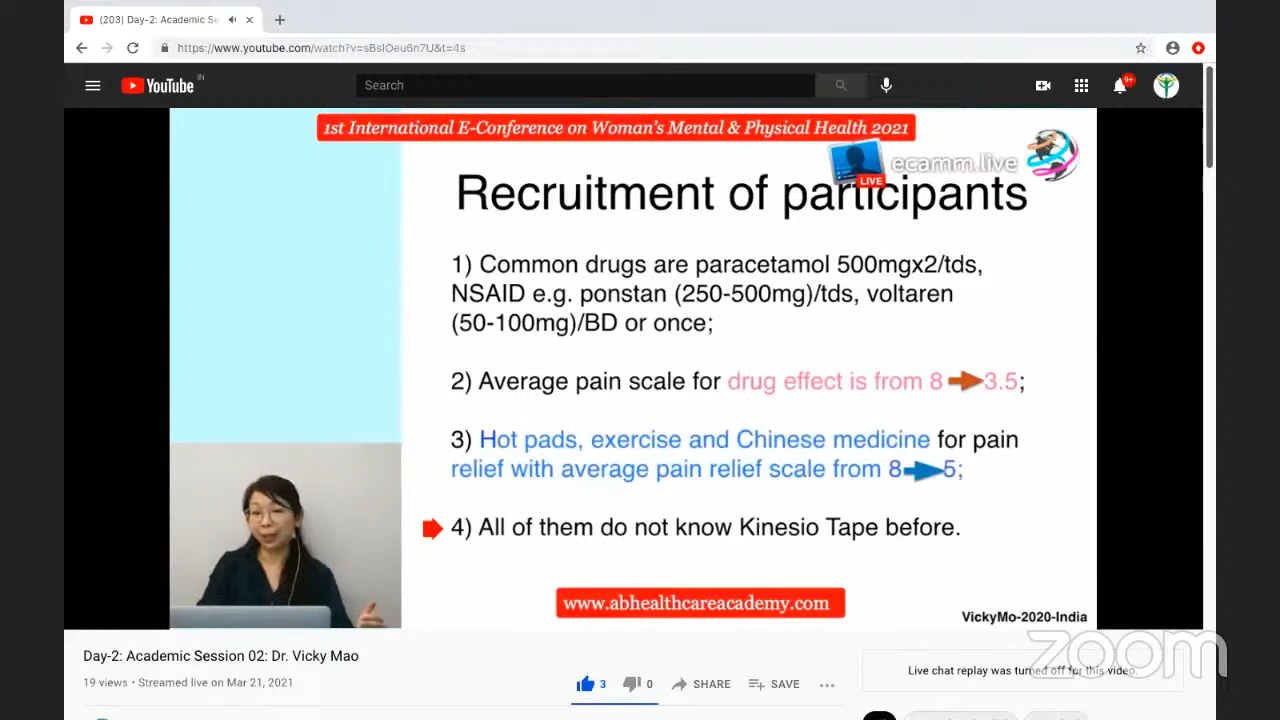 (203) Day-2: Academic Se
https://www.youtube.com/watch?v=sBslOeu6n7U&t=4s
YouTube IN
Search
9+
1st International E-Conference on Woman's Mental & Physical Health 2021
ecamm.live
LIVE
Recruitment of participants
1) Common drugs are paracetamol 500mgx2/tds,
NSAID e.g. ponstan (250-500mg)/tds, voltaren
(50-100mg)/BD or once;
2) Average pain scale for drug effect is from 8 3.5;
3) Hot pads, exercise and Chinese medicine for pain
relief with average pain relief scale from 8 5;
4) All of them do not know Kinesio Tape before.
www.abhealthcareacademy.com
VickyMo-2020-India
Day-2: Academic Session 02: Dr. Vicky Mao
19 views • Streamed live on Mar 21, 2021
3 0 SHARE SAVE
Live chat replay was turned off for this video.
zoom